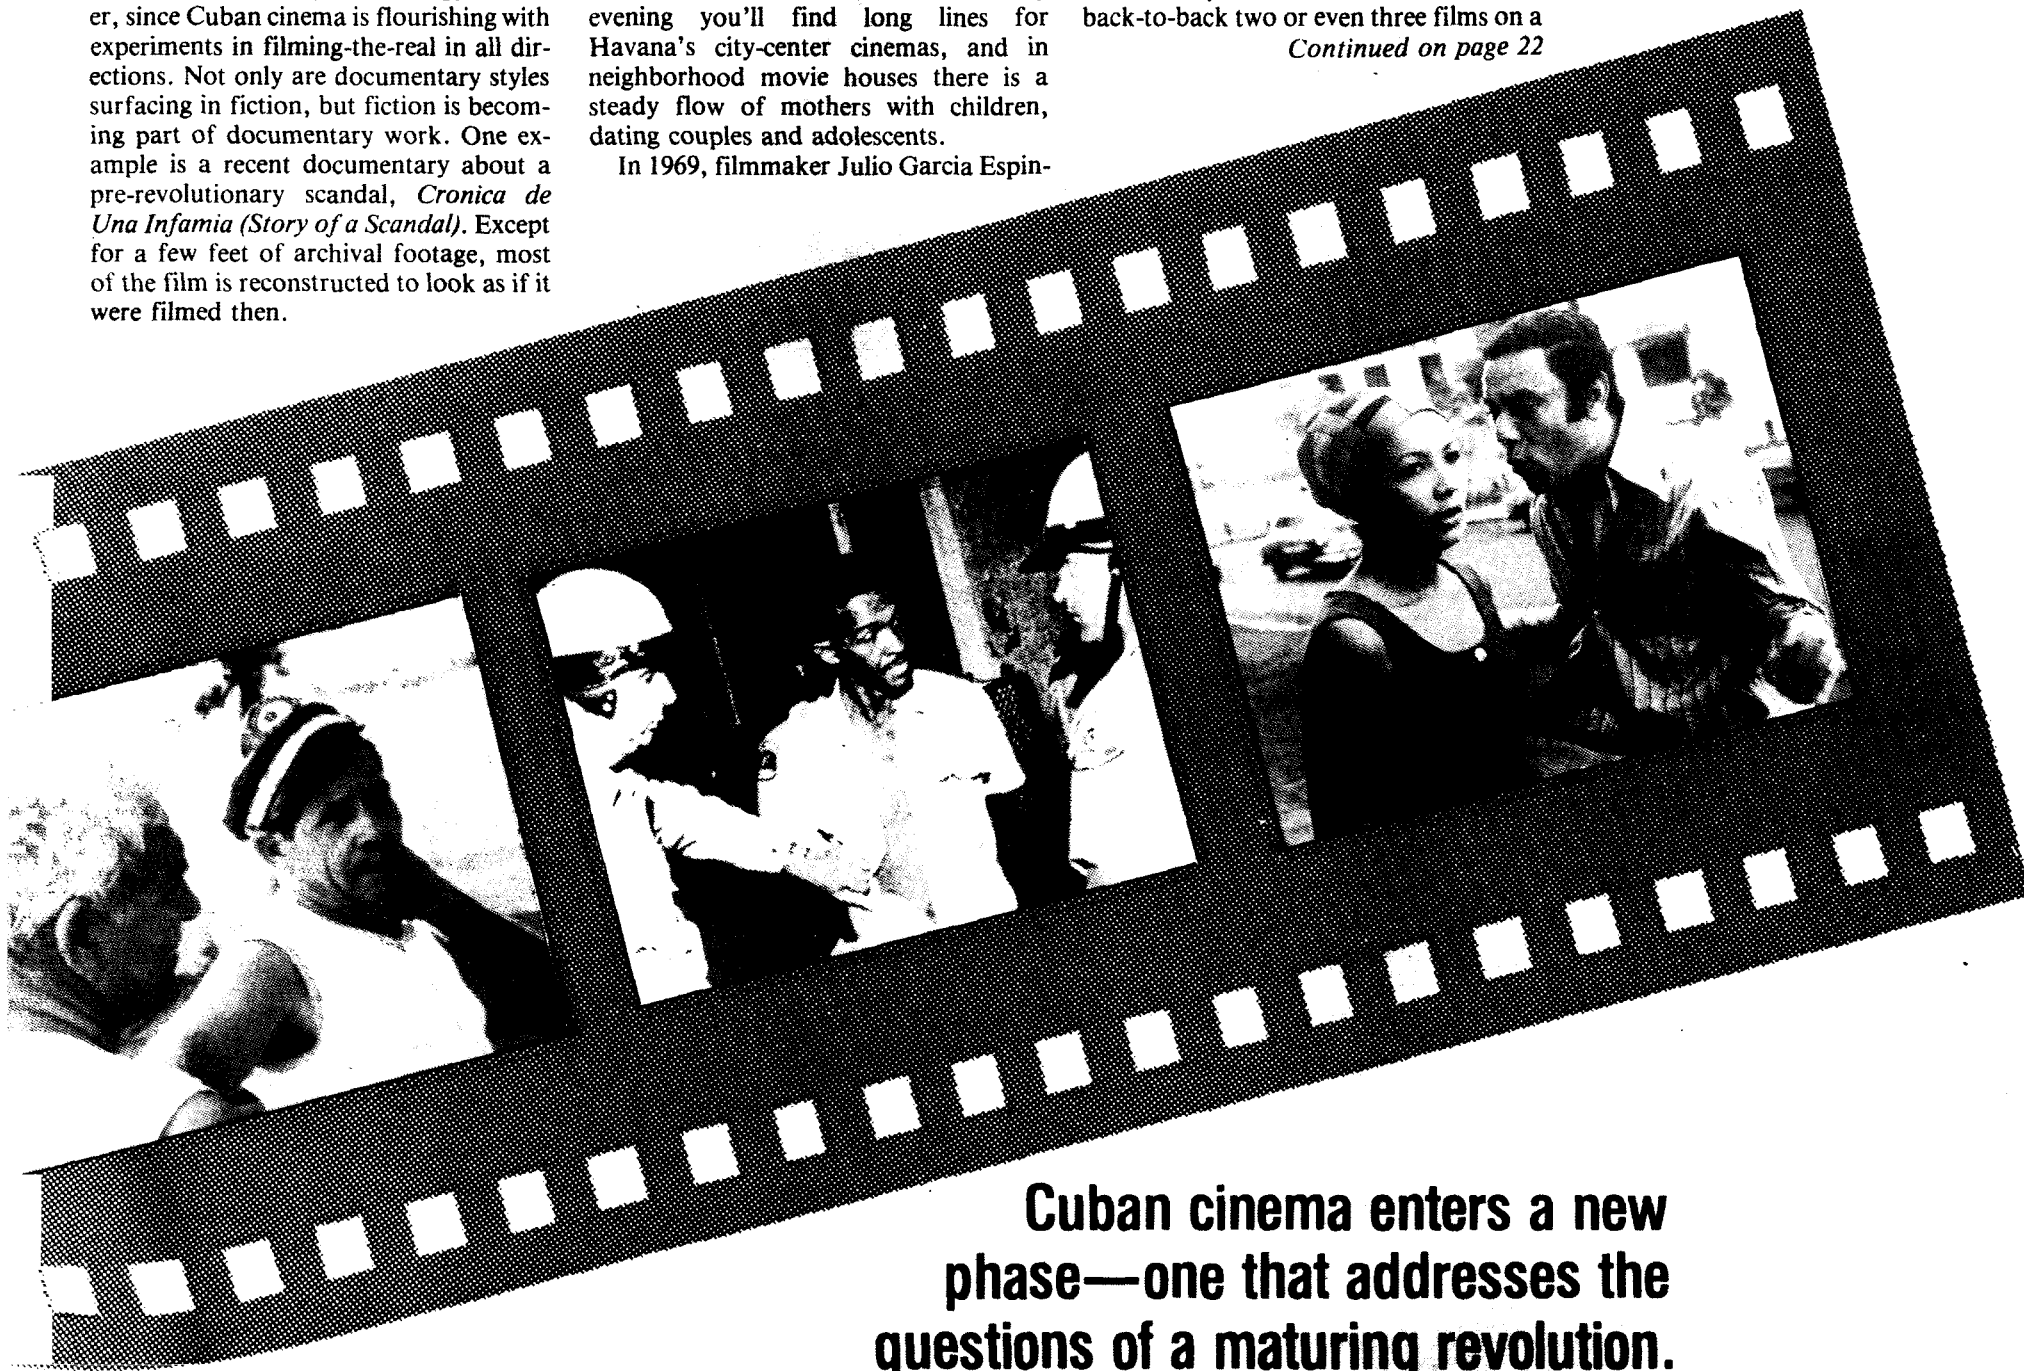 er, since Cuban cinema is flourishing with
experiments in filming-the-real in all dir-
ections. Not only are documentary styles
surfacing in fiction, but fiction is becom-
ing part of documentary work. One ex-
ample is a recent documentary about a
pre-revolutionary scandal, Cronica de
Una Infamia (Story of a Scandal). Except
for a few feet of archival footage, most
of the film is reconstructed to look as if it
were filmed then.
evening you'll find long lines for
Havana's city-center cinemas, and in
neighborhood movie houses there is a
steady flow of mothers with children,
dating couples and adolescents.
In 1969, filmmaker Julio Garcia Espin-
back-to-back two or even three films on a
Continued on page 22
Cuban cinema enters a new
phase—one that addresses the
questions of a maturing revolution.